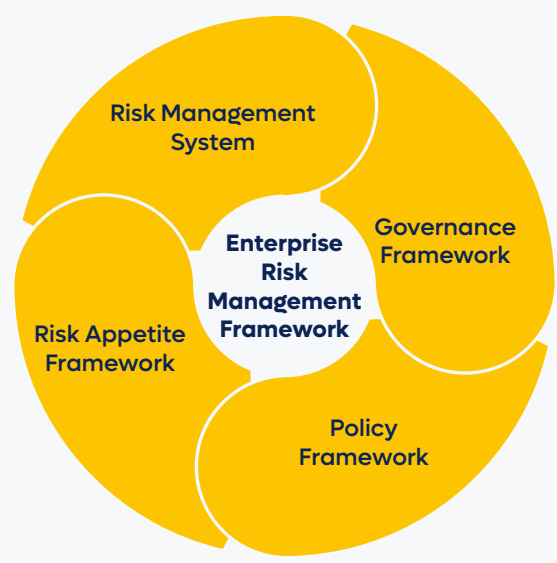 Risk Management
System
Governance
Framework
Enterprise
Risk
Management
Framework
Risk Appetite
Framework
Policy
Framework